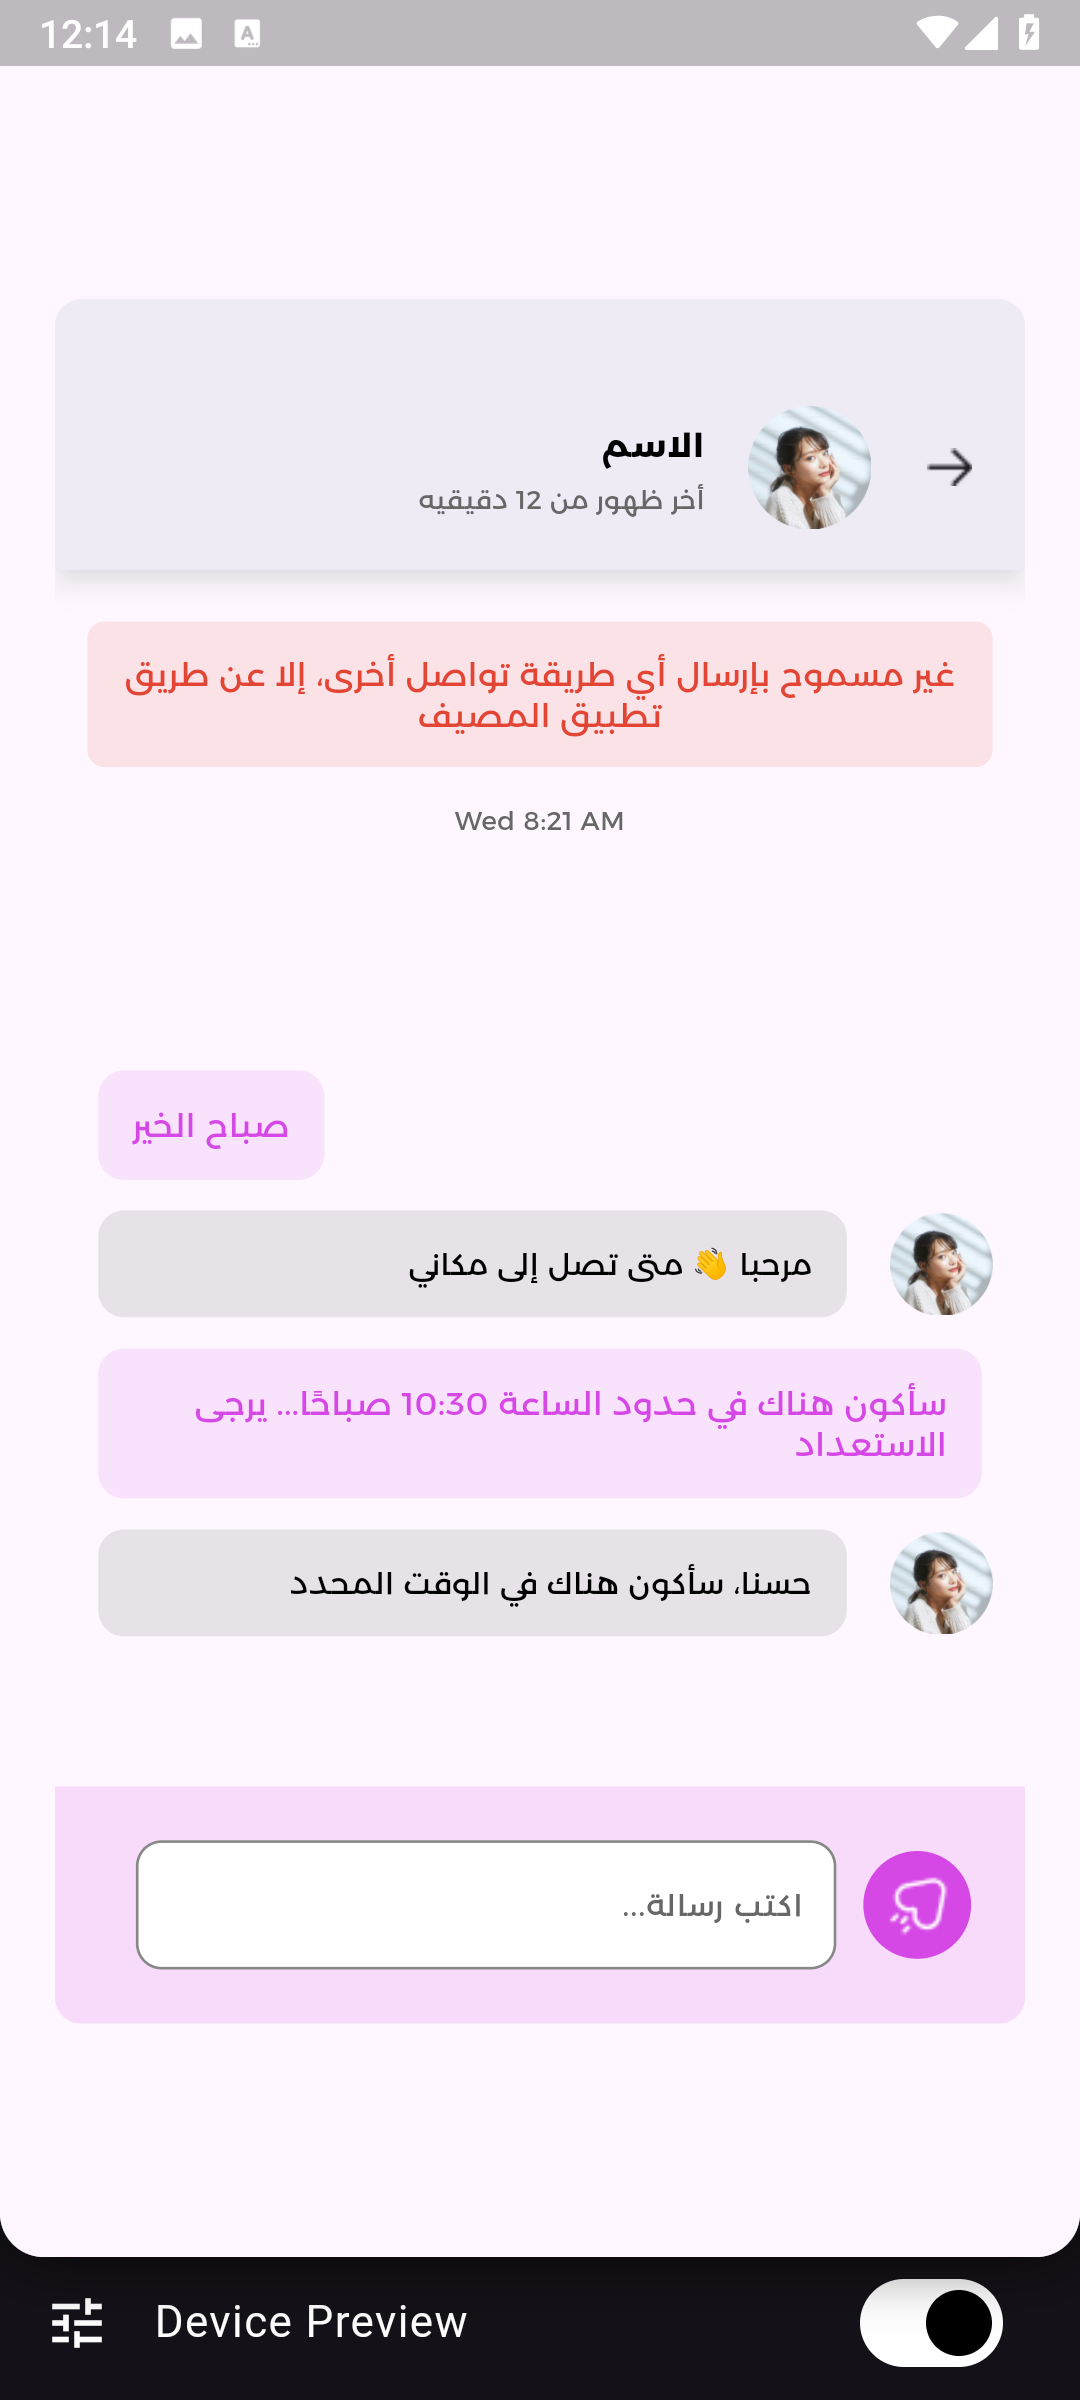 12:14
الاسم
أخر ظهور من 12 دقيقيه
غير مسموح بإرسال أي طريقة تواصل أخرى، إلا عن طريق
تطبيق المصيف
Wed 8:21 AM
صباح الخير
مرحبا 👋 متى تصل إلى مكاني
سأكون هناك في حدود الساعة 10:30 صباحًا... يرجى
الاستعداد
حسنا، سأكون هناك في الوقت المحدد
اكتب رسالة...
Device Preview